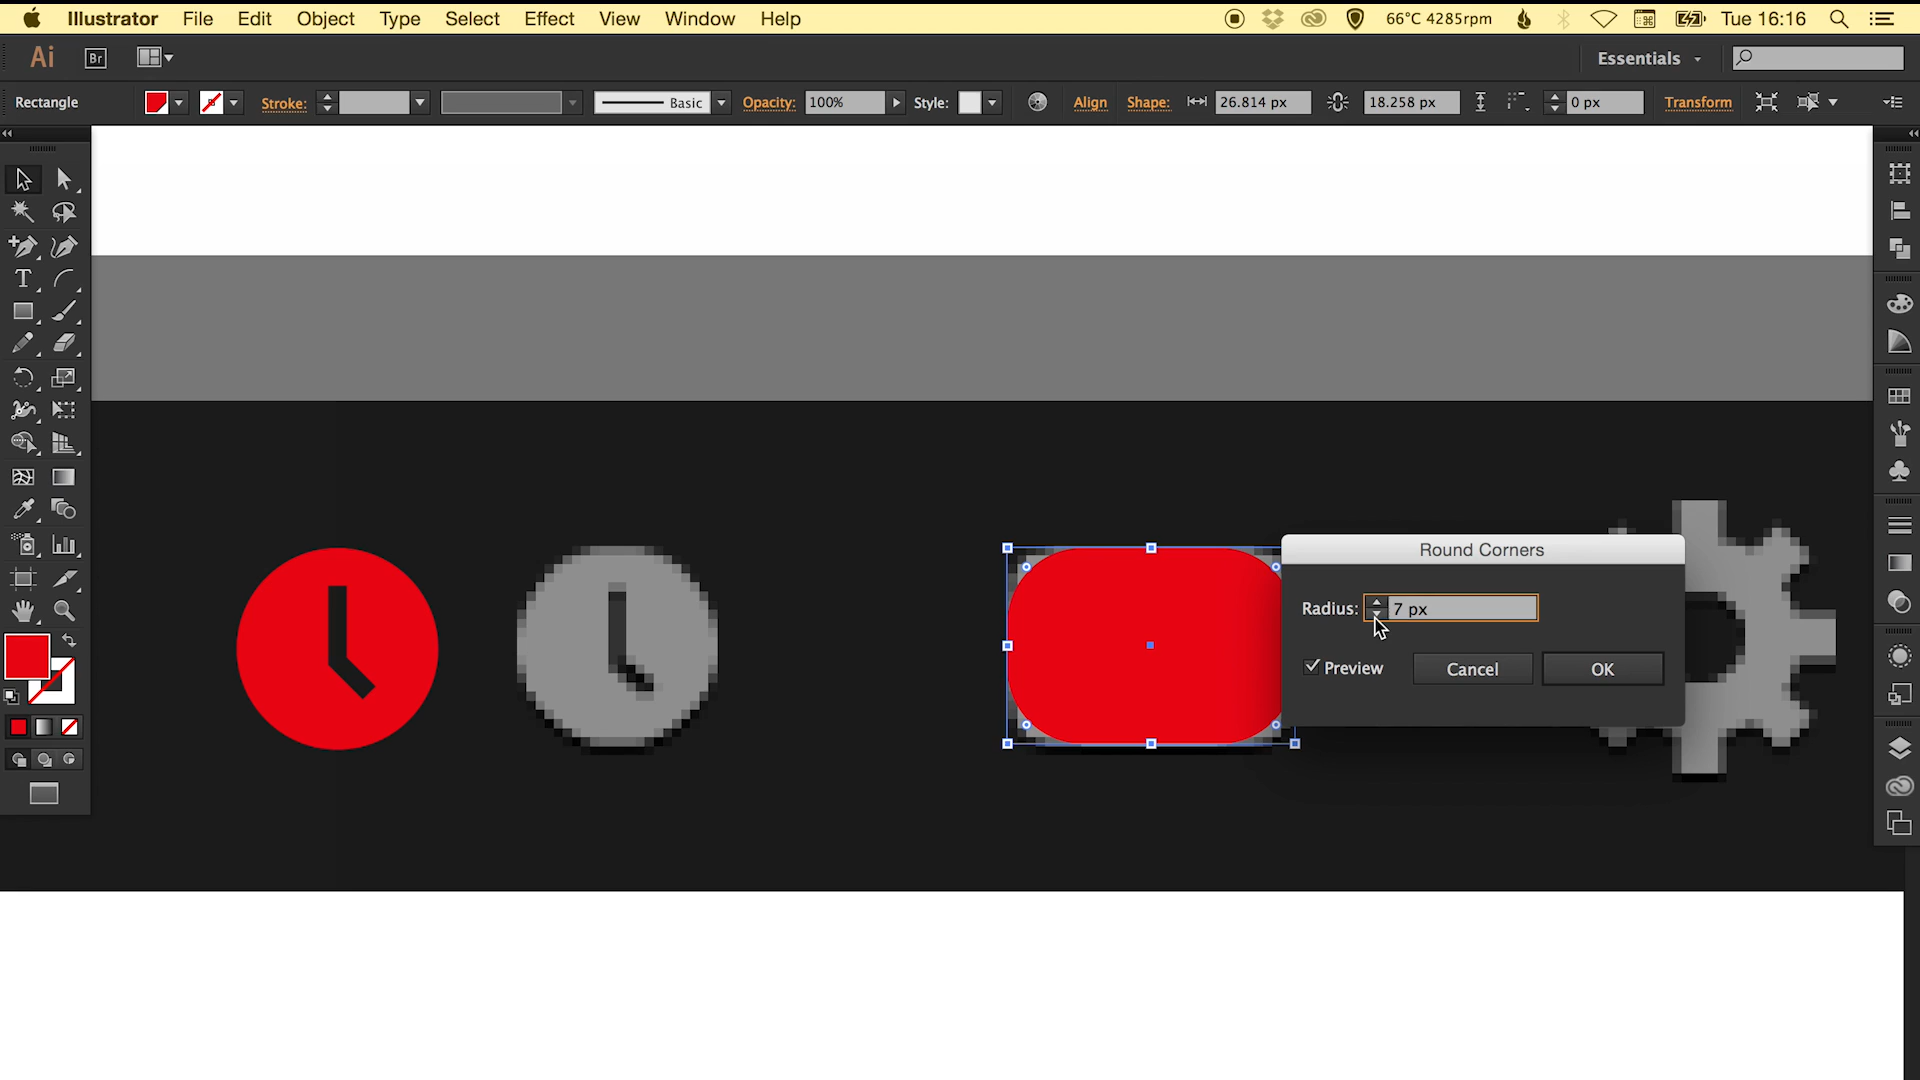 Illustrator File Edit Object Type Select Effect View Window Help 66°C 4285rpm Tue 16:16
Ai Br Essentials
Rectangle Stroke: Basic Opacity: 100% Style: Align Shape: 26.814 px 18.258 px 0 px Transform
T
Round Corners
Radius: 7 px
Preview Cancel OK